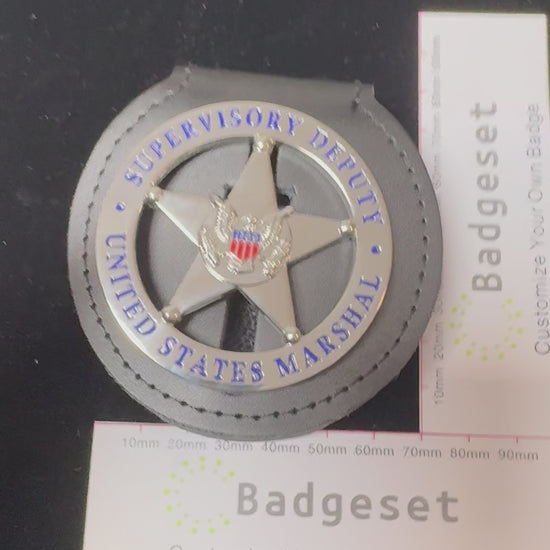 SUPERVISORY DEPUTY
UNITED STATES MARSHAL
Badgeset
Customize Your Own Badge
10mm 20mm 30mm
10mm 20mm 30mm 40mm 50mm 60mm 70mm 80mm 90mm
Badgeset